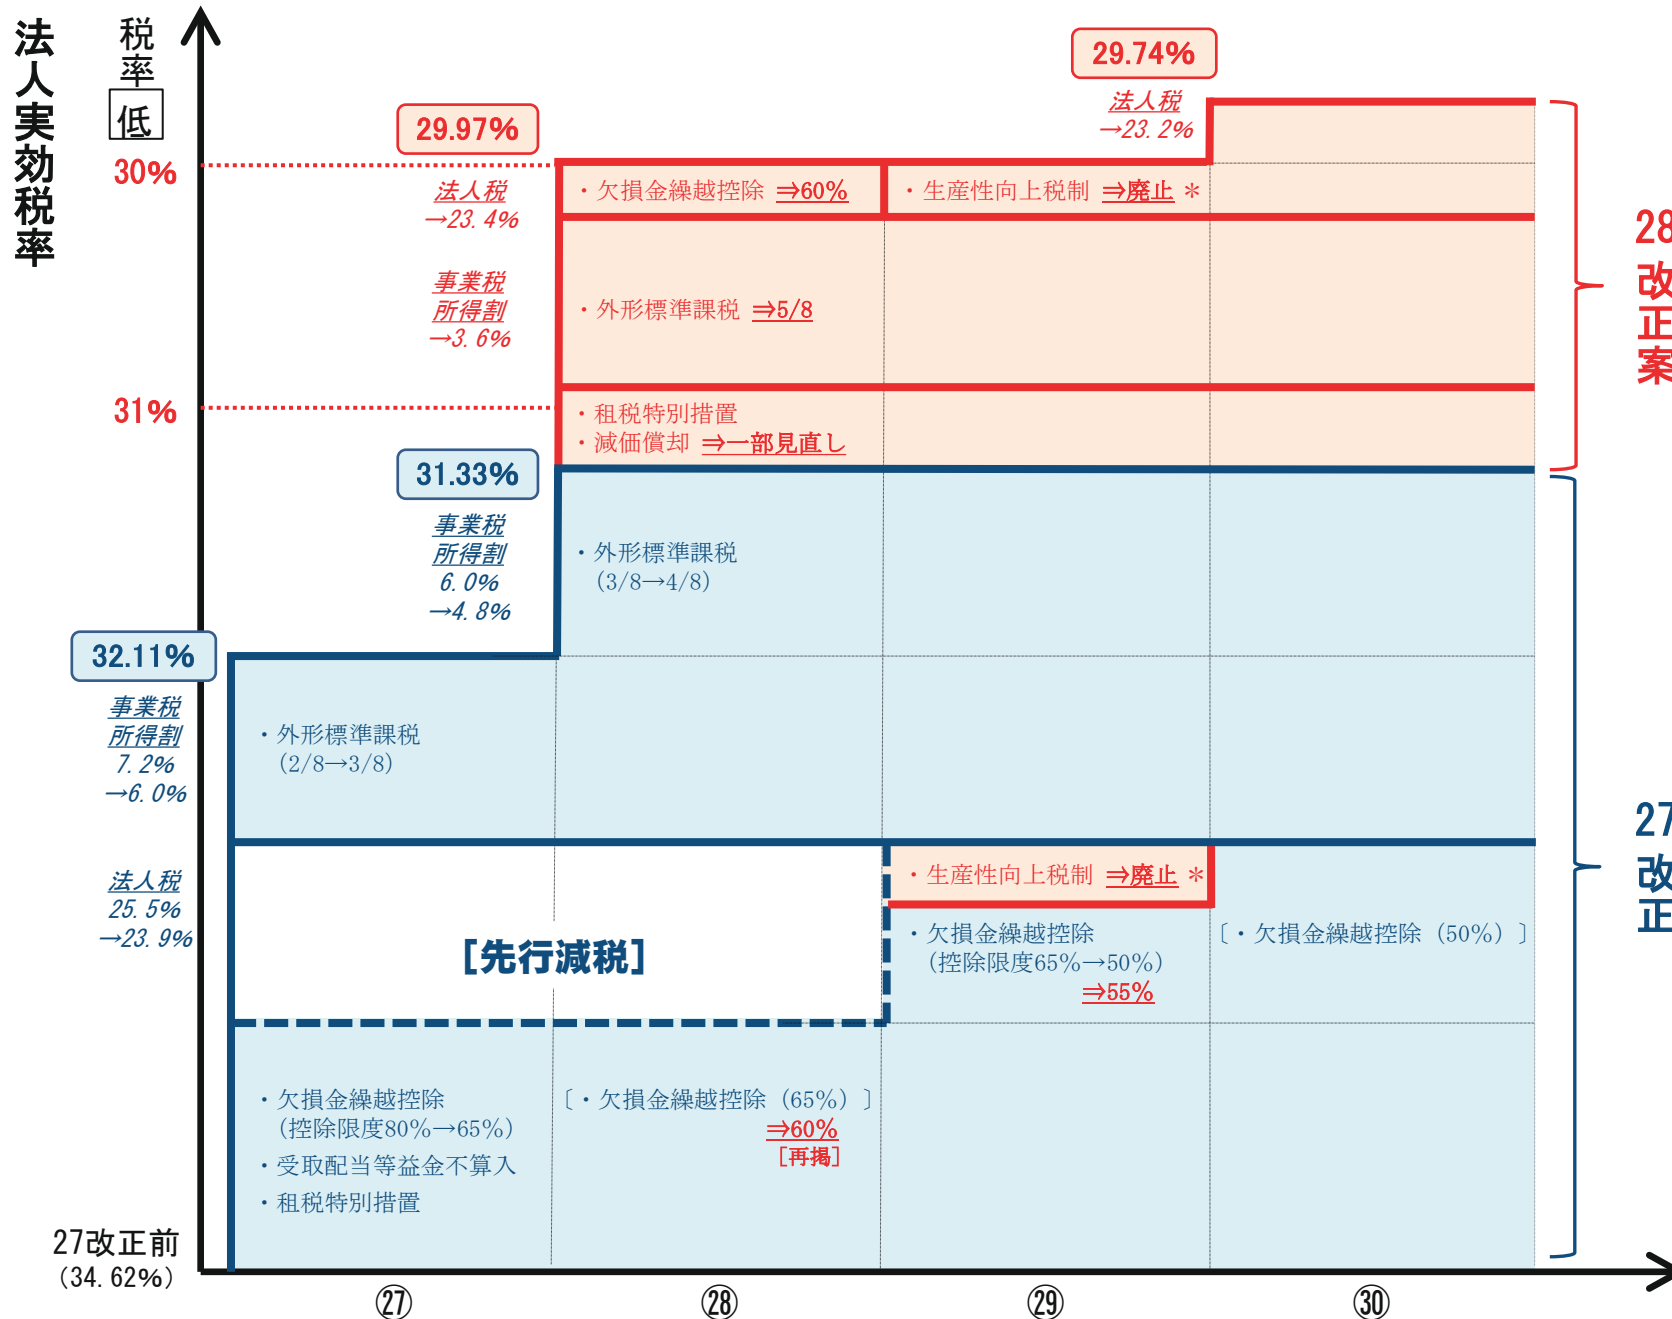 法人実効税率
税率
低
29.74%
法人税
→23.2%
29.97%
30%
法人税
→23.4%
・欠損金繰越控除 ⇒60%
・生産性向上税制 ⇒廃止 *
事業税
所得割
→3.6%
・外形標準課税 ⇒5/8
28
改正案
31%
・租税特別措置
・減価償却 ⇒一部見直し
31.33%
事業税
所得割
6.0%
→4.8%
・外形標準課税
(3/8→4/8)
32.11%
事業税
所得割
7.2%
→6.0%
・外形標準課税
(2/8→3/8)
27
改正
法人税
25.5%
→23.9%
[先行減税]
・生産性向上税制 ⇒廃止 *
・欠損金繰越控除
(控除限度65%→50%)
⇒55%
〔・欠損金繰越控除(50%)〕
・欠損金繰越控除
(控除限度80%→65%)
・受取配当等益金不算入
・租税特別措置
〔・欠損金繰越控除(65%)〕
⇒60%
[再掲]
27改正前
(34.62%)
㉗ ㉘ ㉙ ㉚